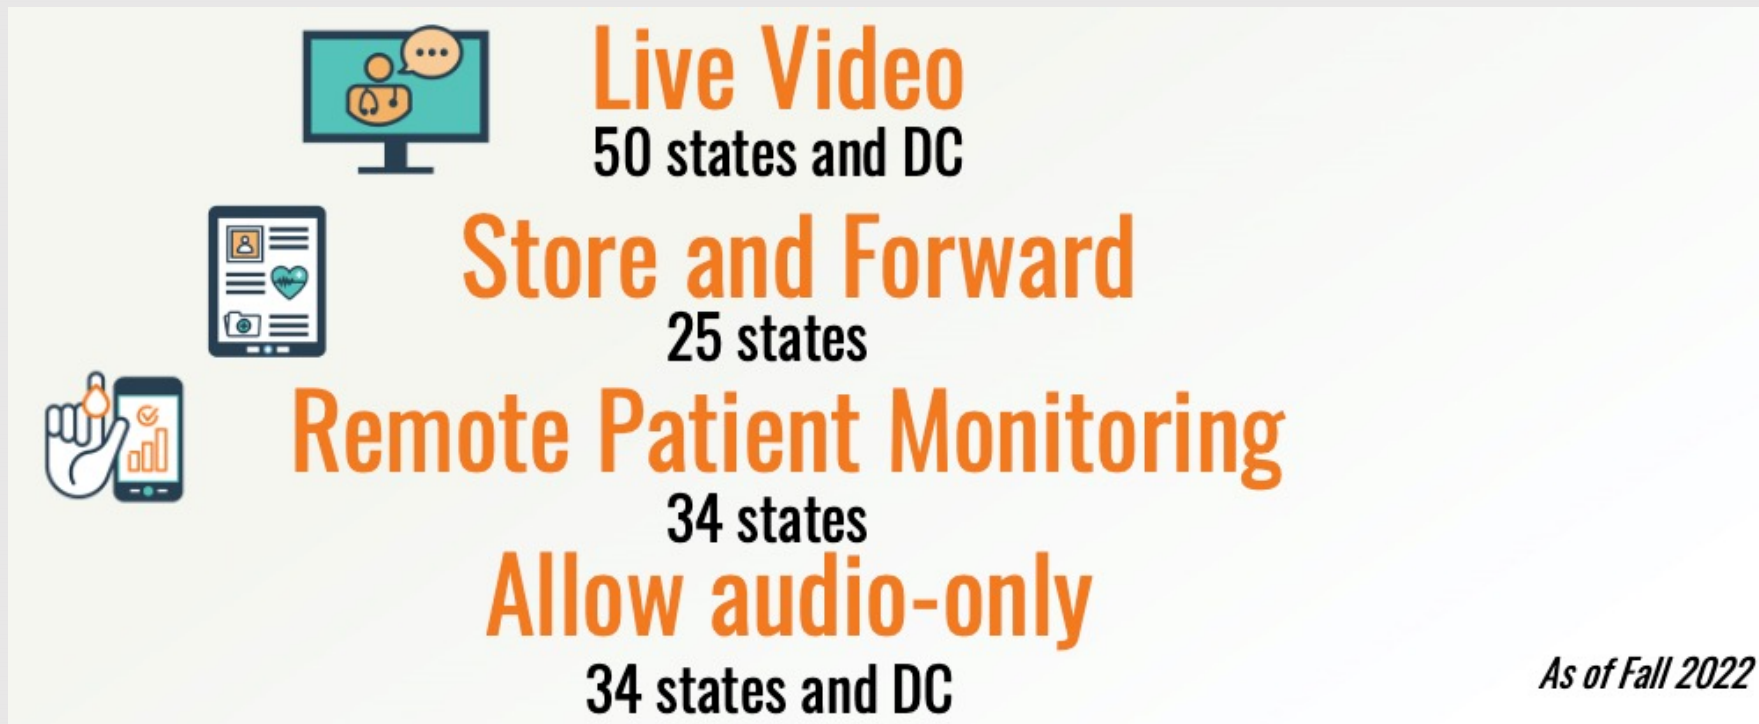 Live Video
50 states and DC
Store and Forward
25 states
Remote Patient Monitoring
34 states
Allow audio-only
34 states and DC
As of Fall 2022